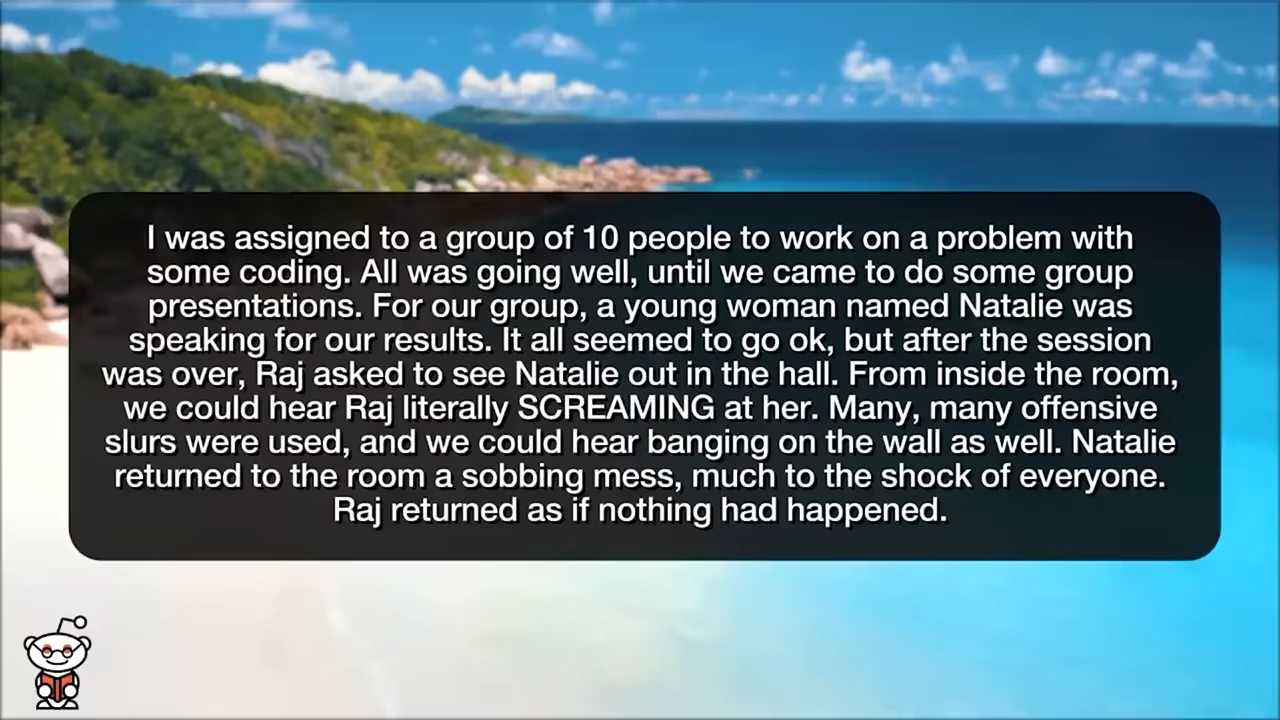 I was assigned to a group of 10 people to work on a problem with
some coding. All was going well, until we came to do some group
presentations. For our group, a young woman named Natalie was
speaking for our results. It all seemed to go ok, but after the session
was over, Raj asked to see Natalie out in the hall. From inside the room,
we could hear Raj literally SCREAMING at her. Many, many offensive
slurs were used, and we could hear banging on the wall as well. Natalie
returned to the room a sobbing mess, much to the shock of everyone.
Raj returned as if nothing had happened.